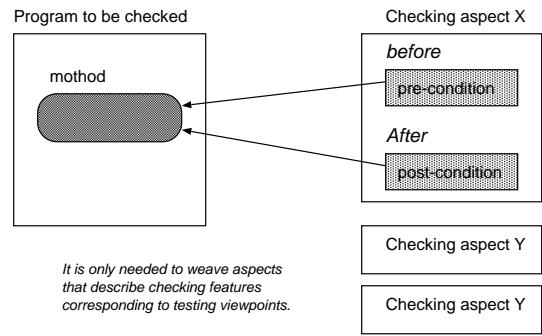 Program to be checked
Checking aspect X
before
mothod
pre-condition
After
post-condition
Checking aspect Y
It is only needed to weave aspects
that describe checking features
corresponding to testing viewpoints.
Checking aspect Y